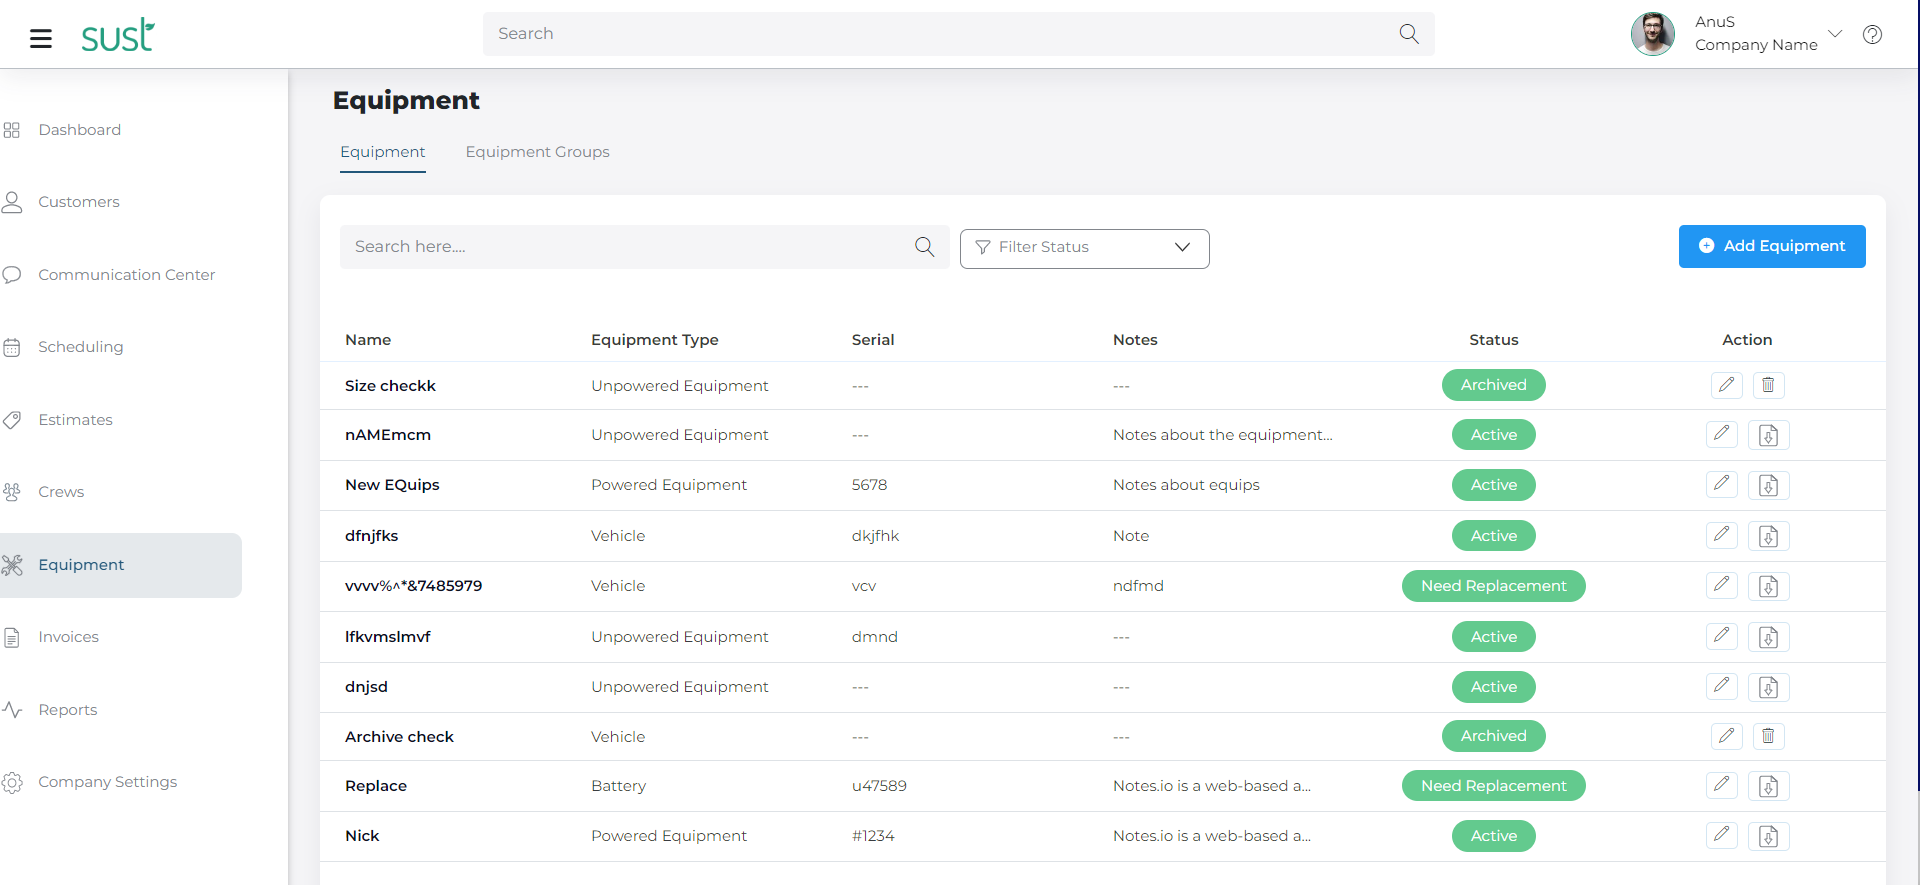 sust
Search
AnuS
Company Name
Dashboard
Customers
Communication Center
Scheduling
Estimates
Crews
Equipment
Invoices
Reports
Company Settings
Equipment
Equipment Equipment Groups
Search here.... Filter Status Add Equipment
Name Equipment Type Serial Notes Status Action
Size checkk Unpowered Equipment --- --- Archived
nAMEmcm Unpowered Equipment --- Notes about the equipment... Active
New EQuips Powered Equipment 5678 Notes about equips Active
dfnjfks Vehicle dkjfhk Note Active
vvvv%^*&7485979 Vehicle vcv ndfmd Need Replacement
lfkvmslmvf Unpowered Equipment dmnd --- Active
dnjsd Unpowered Equipment --- --- Active
Archive check Vehicle --- --- Archived
Replace Battery u47589 Notes.io is a web-based a... Need Replacement
Nick Powered Equipment #1234 Notes.io is a web-based a... Active